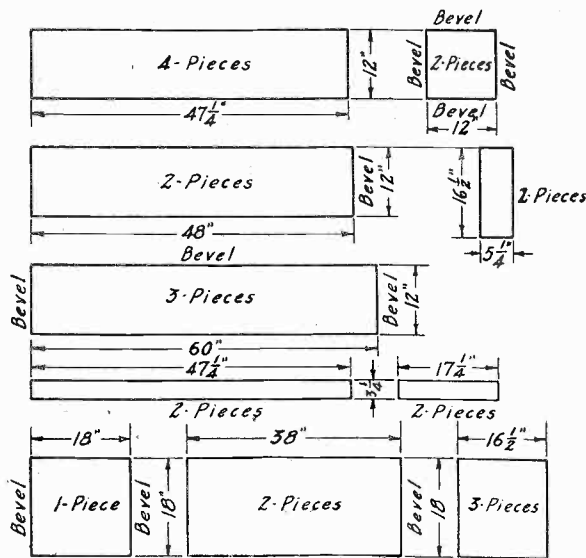 Bevel
4-Pieces
12"
47 1/4"
Bevel
2-Pieces
Bevel
Bevel
12"
2-Pieces
Bevel
12"
48"
16 1/2"
2-Pieces
5 1/4"
Bevel
Bevel
3-Pieces
Bevel
12"
60"
47 1/4"
17 1/4"
3 1/4
2-Pieces
2-Pieces
18"
38"
16 1/2"
Bevel
1-Piece
Bevel
18"
2-Pieces
Bevel
18
3-Pieces